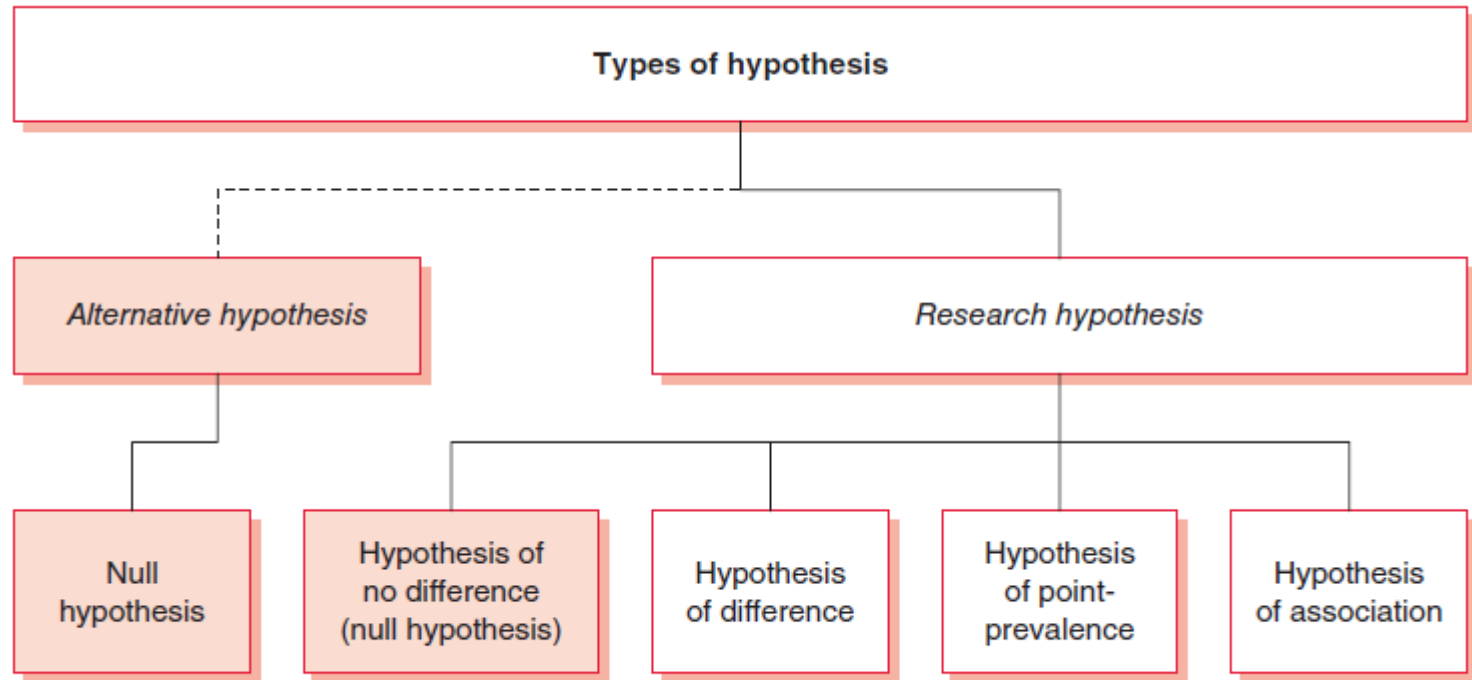 Types of hypothesis
Alternative hypothesis
Research hypothesis
Null
hypothesis
Hypothesis of
no difference
(null hypothesis)
Hypothesis
of difference
Hypothesis
of point-
prevalence
Hypothesis
of association